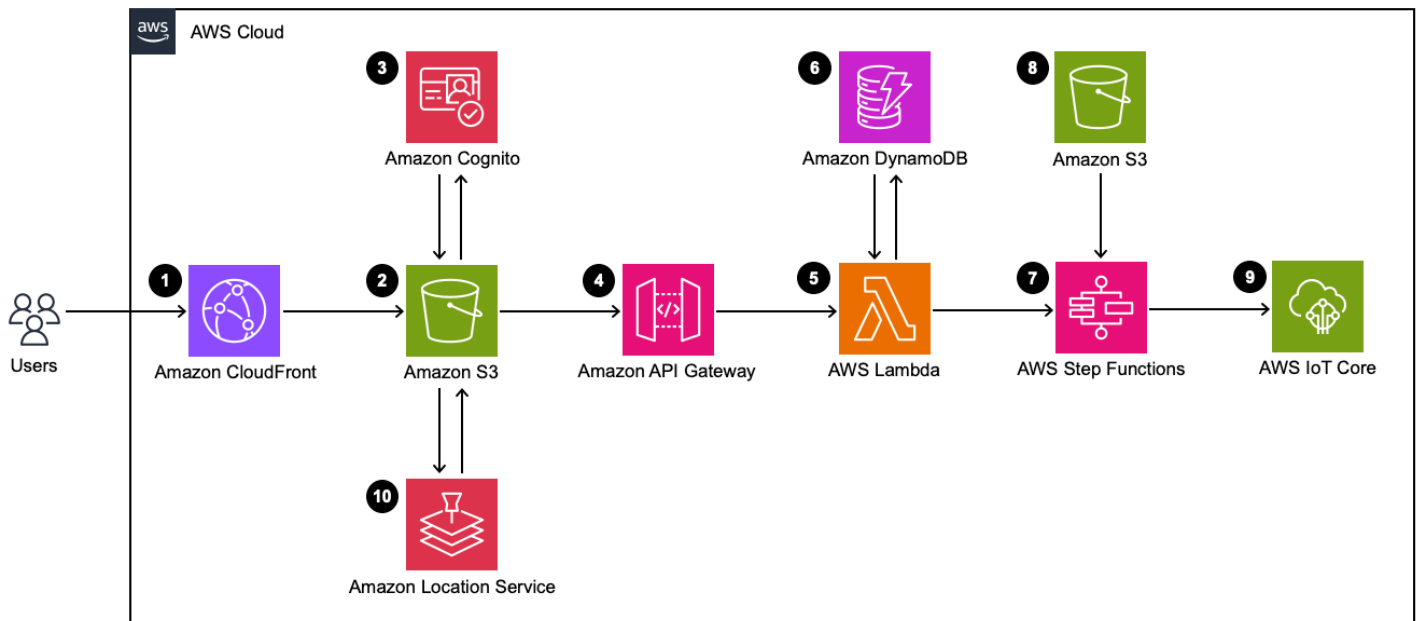 aws
AWS Cloud
3
6
8
Amazon Cognito
Amazon DynamoDB
Amazon S3
1
2
4
5
7
9
Users
Amazon CloudFront
Amazon S3
Amazon API Gateway
</>
AWS Lambda
AWS Step Functions
AWS IoT Core
10
Amazon Location Service